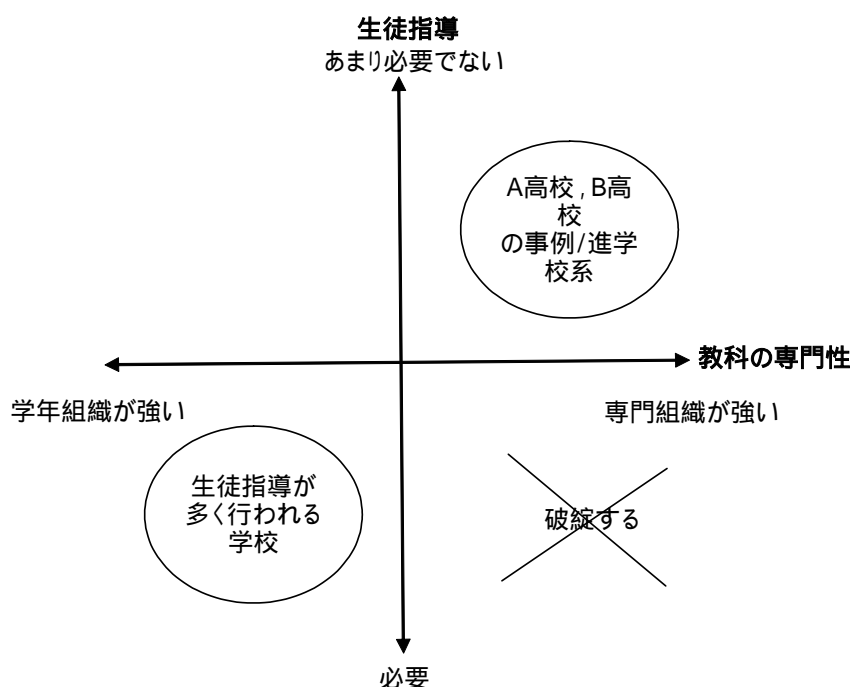 生徒指導
あまり必要でない
A高校，B高
校
の事例/進学
校系
教科の専門性
学年組織が強い
専門組織が強い
生徒指導が
多く行われる
学校
破綻する
必要